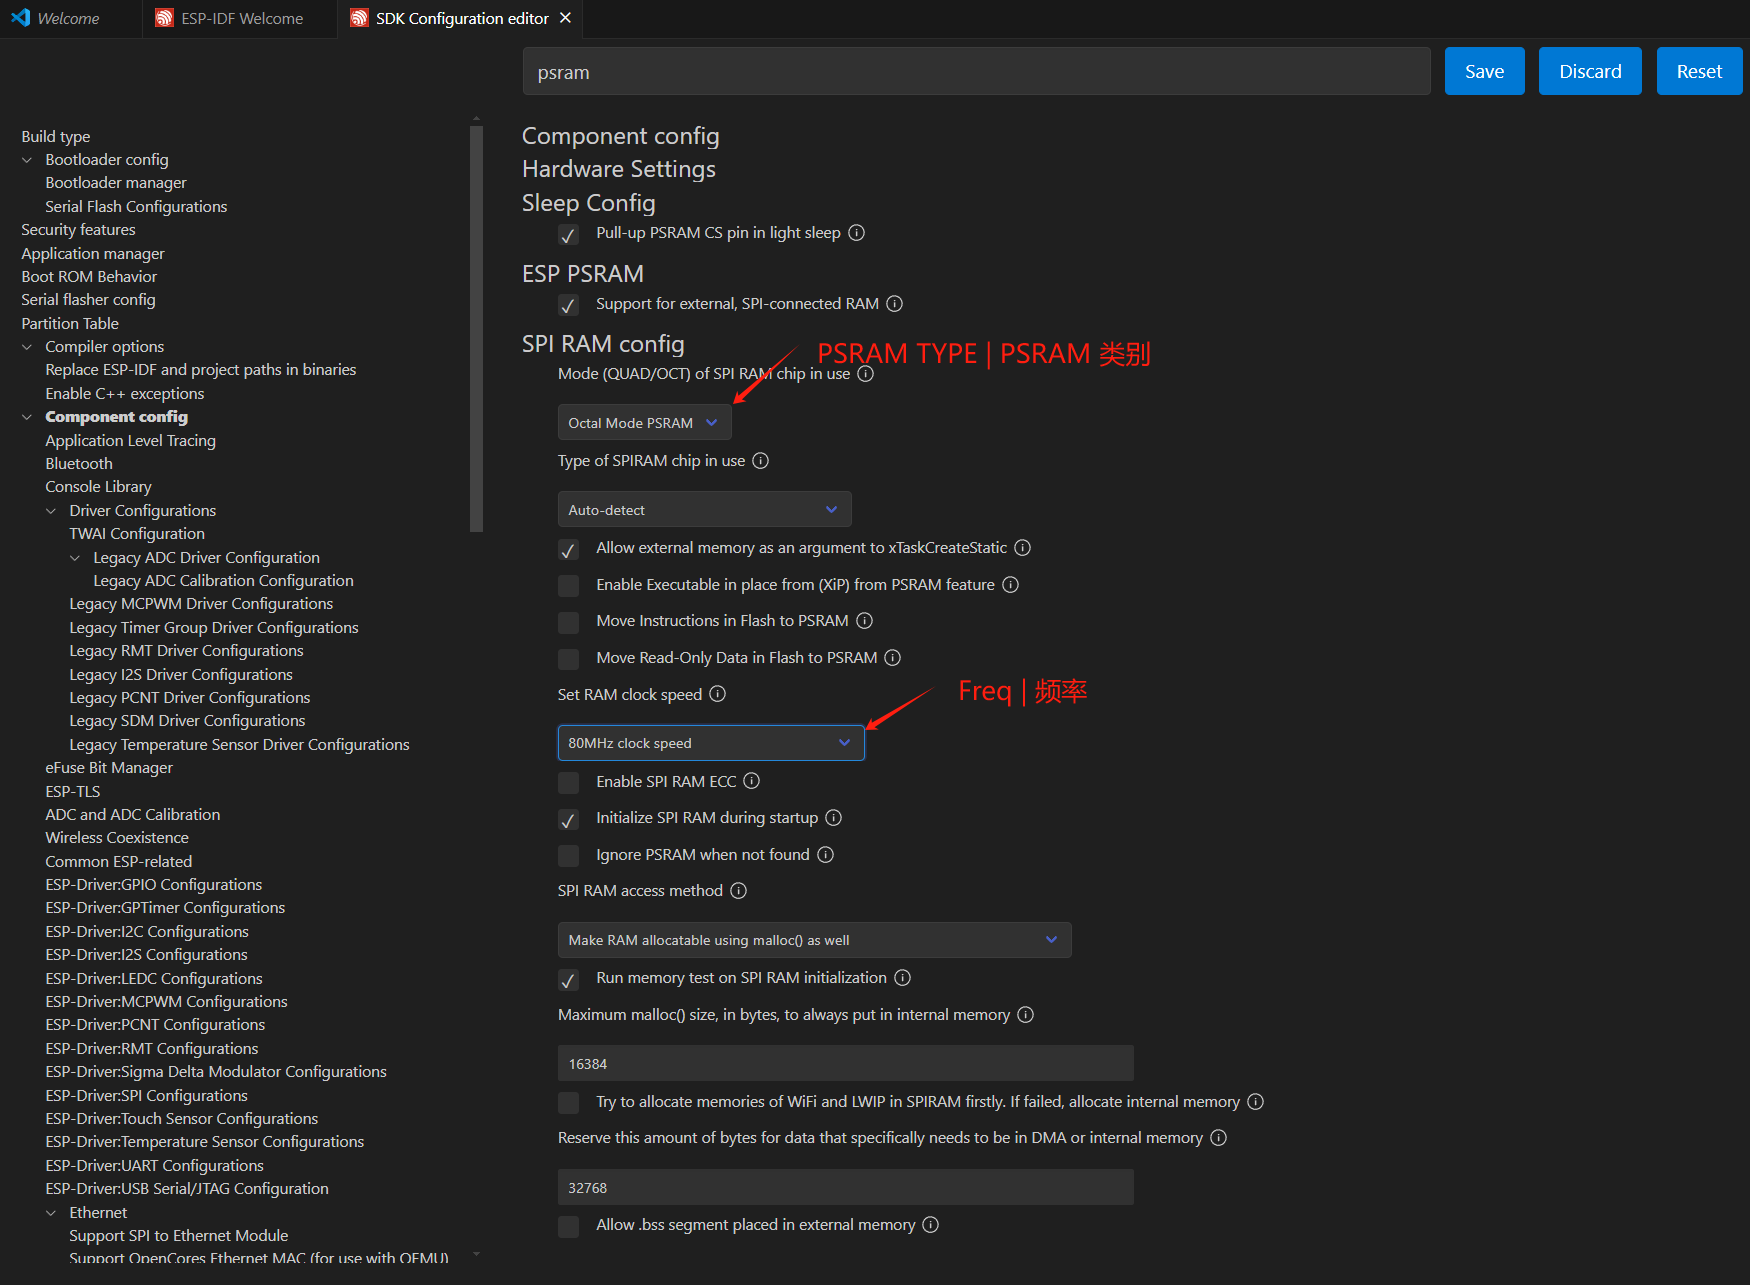 Welcome
ESP-IDF Welcome
SDK Configuration editor
psram
Save
Discard
Reset
Build type
Bootloader config
Bootloader manager
Serial Flash Configurations
Security features
Application manager
Boot ROM Behavior
Serial flasher config
Partition Table
Compiler options
Replace ESP-IDF and project paths in binaries
Enable C++ exceptions
Component config
Application Level Tracing
Bluetooth
Console Library
Driver Configurations
TWAI Configuration
Legacy ADC Driver Configuration
Legacy ADC Calibration Configuration
Legacy MCPWM Driver Configurations
Legacy Timer Group Driver Configurations
Legacy RMT Driver Configurations
Legacy I2S Driver Configurations
Legacy PCNT Driver Configurations
Legacy SDM Driver Configurations
Legacy Temperature Sensor Driver Configurations
eFuse Bit Manager
ESP-TLS
ADC and ADC Calibration
Wireless Coexistence
Common ESP-related
ESP-Driver:GPIO Configurations
ESP-Driver:GPTimer Configurations
ESP-Driver:I2C Configurations
ESP-Driver:I2S Configurations
ESP-Driver:LEDC Configurations
ESP-Driver:MCPWM Configurations
ESP-Driver:PCNT Configurations
ESP-Driver:RMT Configurations
ESP-Driver:Sigma Delta Modulator Configurations
ESP-Driver:SPI Configurations
ESP-Driver:Touch Sensor Configurations
ESP-Driver:Temperature Sensor Configurations
ESP-Driver:UART Configurations
ESP-Driver:USB Serial/JTAG Configuration
Ethernet
Support SPI to Ethernet Module
Support OpenCores Ethernet MAC (for use with QEMU)
Component config
Hardware Settings
Sleep Config
Pull-up PSRAM CS pin in light sleep
ESP PSRAM
Support for external, SPI-connected RAM
SPI RAM config
PSRAM TYPE | PSRAM 类别
Mode (QUAD/OCT) of SPI RAM chip in use
Octal Mode PSRAM
Type of SPIRAM chip in use
Auto-detect
Allow external memory as an argument to xTaskCreateStatic
Enable Executable in place from (XiP) from PSRAM feature
Move Instructions in Flash to PSRAM
Move Read-Only Data in Flash to PSRAM
Set RAM clock speed
Freq | 频率
80MHz clock speed
Enable SPI RAM ECC
Initialize SPI RAM during startup
Ignore PSRAM when not found
SPI RAM access method
Make RAM allocatable using malloc() as well
Run memory test on SPI RAM initialization
Maximum malloc() size, in bytes, to always put in internal memory
16384
Try to allocate memories of WiFi and LWIP in SPIRAM firstly. If failed, allocate internal memory
Reserve this amount of bytes for data that specifically needs to be in DMA or internal memory
32768
Allow .bss segment placed in external memory